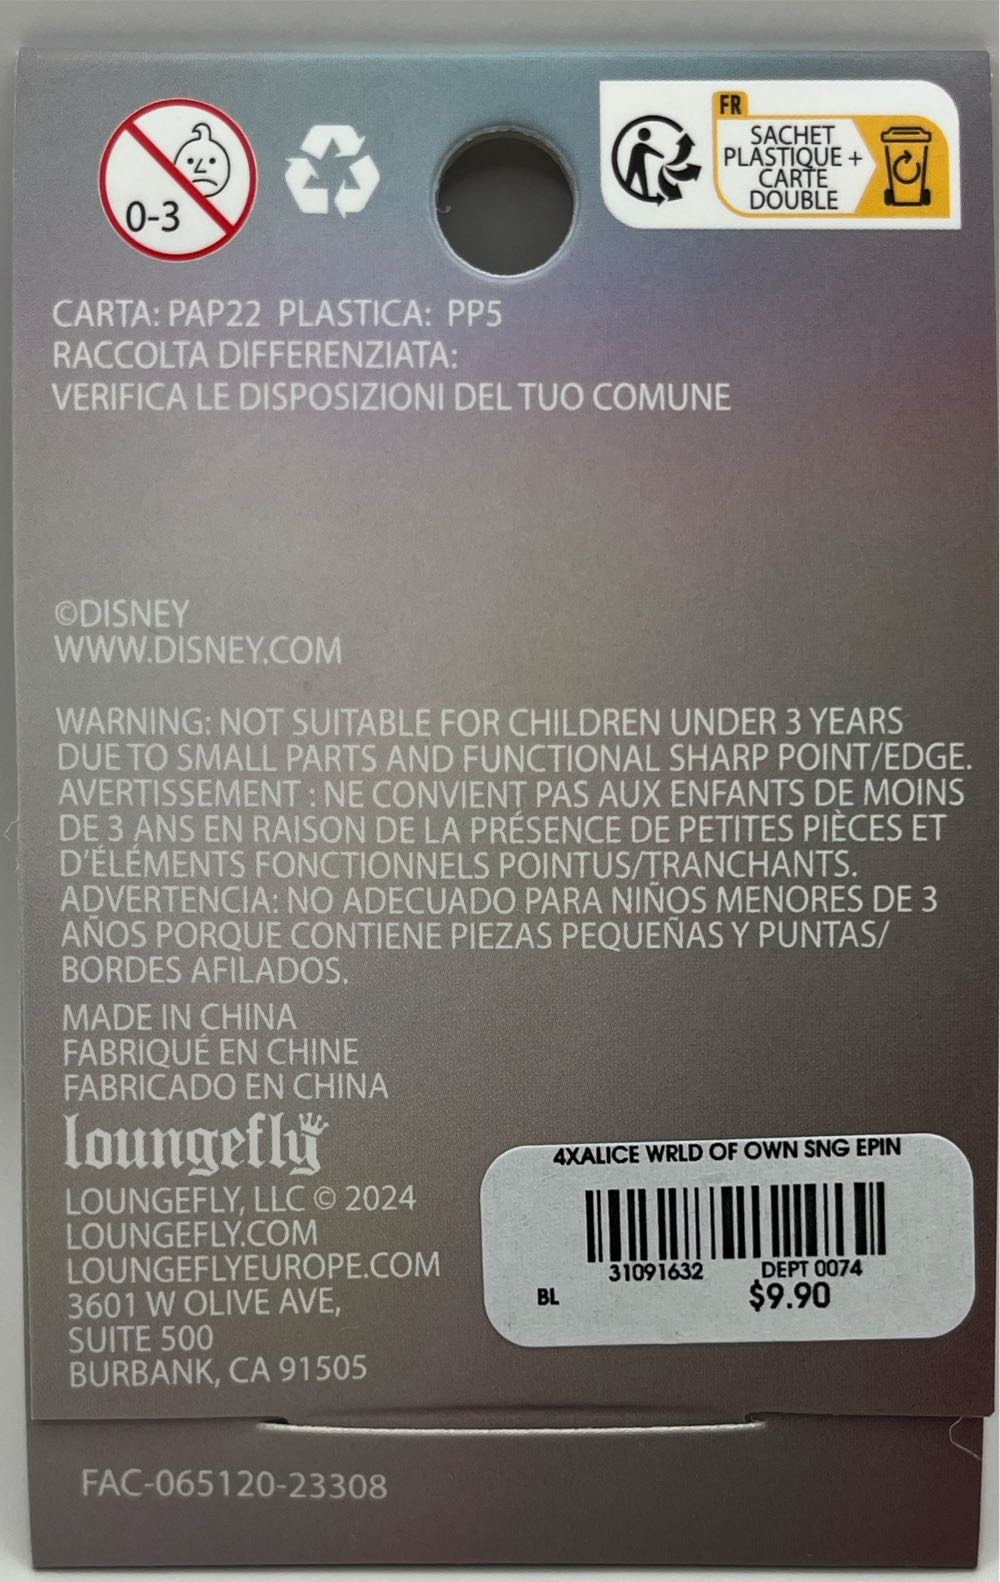 0-3
FR
SACHET
PLASTIQUE +
CARTE
DOUBLE
CARTA: PAP22 PLASTICA: PP5
RACCOLTA DIFFERENZIATA:
VERIFICA LE DISPOSIZIONI DEL TUO COMUNE
©DISNEY
WWW.DISNEY.COM
WARNING: NOT SUITABLE FOR CHILDREN UNDER 3 YEARS
DUE TO SMALL PARTS AND FUNCTIONAL SHARP POINT/EDGE.
AVERTISSEMENT : NE CONVIENT PAS AUX ENFANTS DE MOINS
DE 3 ANS EN RAISON DE LA PRÉSENCE DE PETITES PIÈCES ET
D'ÉLÉMENTS FONCTIONNELS POINTUS/TRANCHANTS.
ADVERTENCIA: NO ADECUADO PARA NIÑOS MENORES DE 3
AÑOS PORQUE CONTIENE PIEZAS PEQUEÑAS Y PUNTAS/
BORDES AFILADOS.
MADE IN CHINA
FABRIQUÉ EN CHINE
FABRICADO EN CHINA
loungefly
LOUNGEFLY, LLC © 2024
LOUNGEFLY.COM
LOUNGEFLYEUROPE.COM
3601 W OLIVE AVE,
SUITE 500
BURBANK, CA 91505
4XALICE WRLD OF OWN SNG EPIN
31091632 DEPT 0074
BL $9.90
FAC-065120-23308